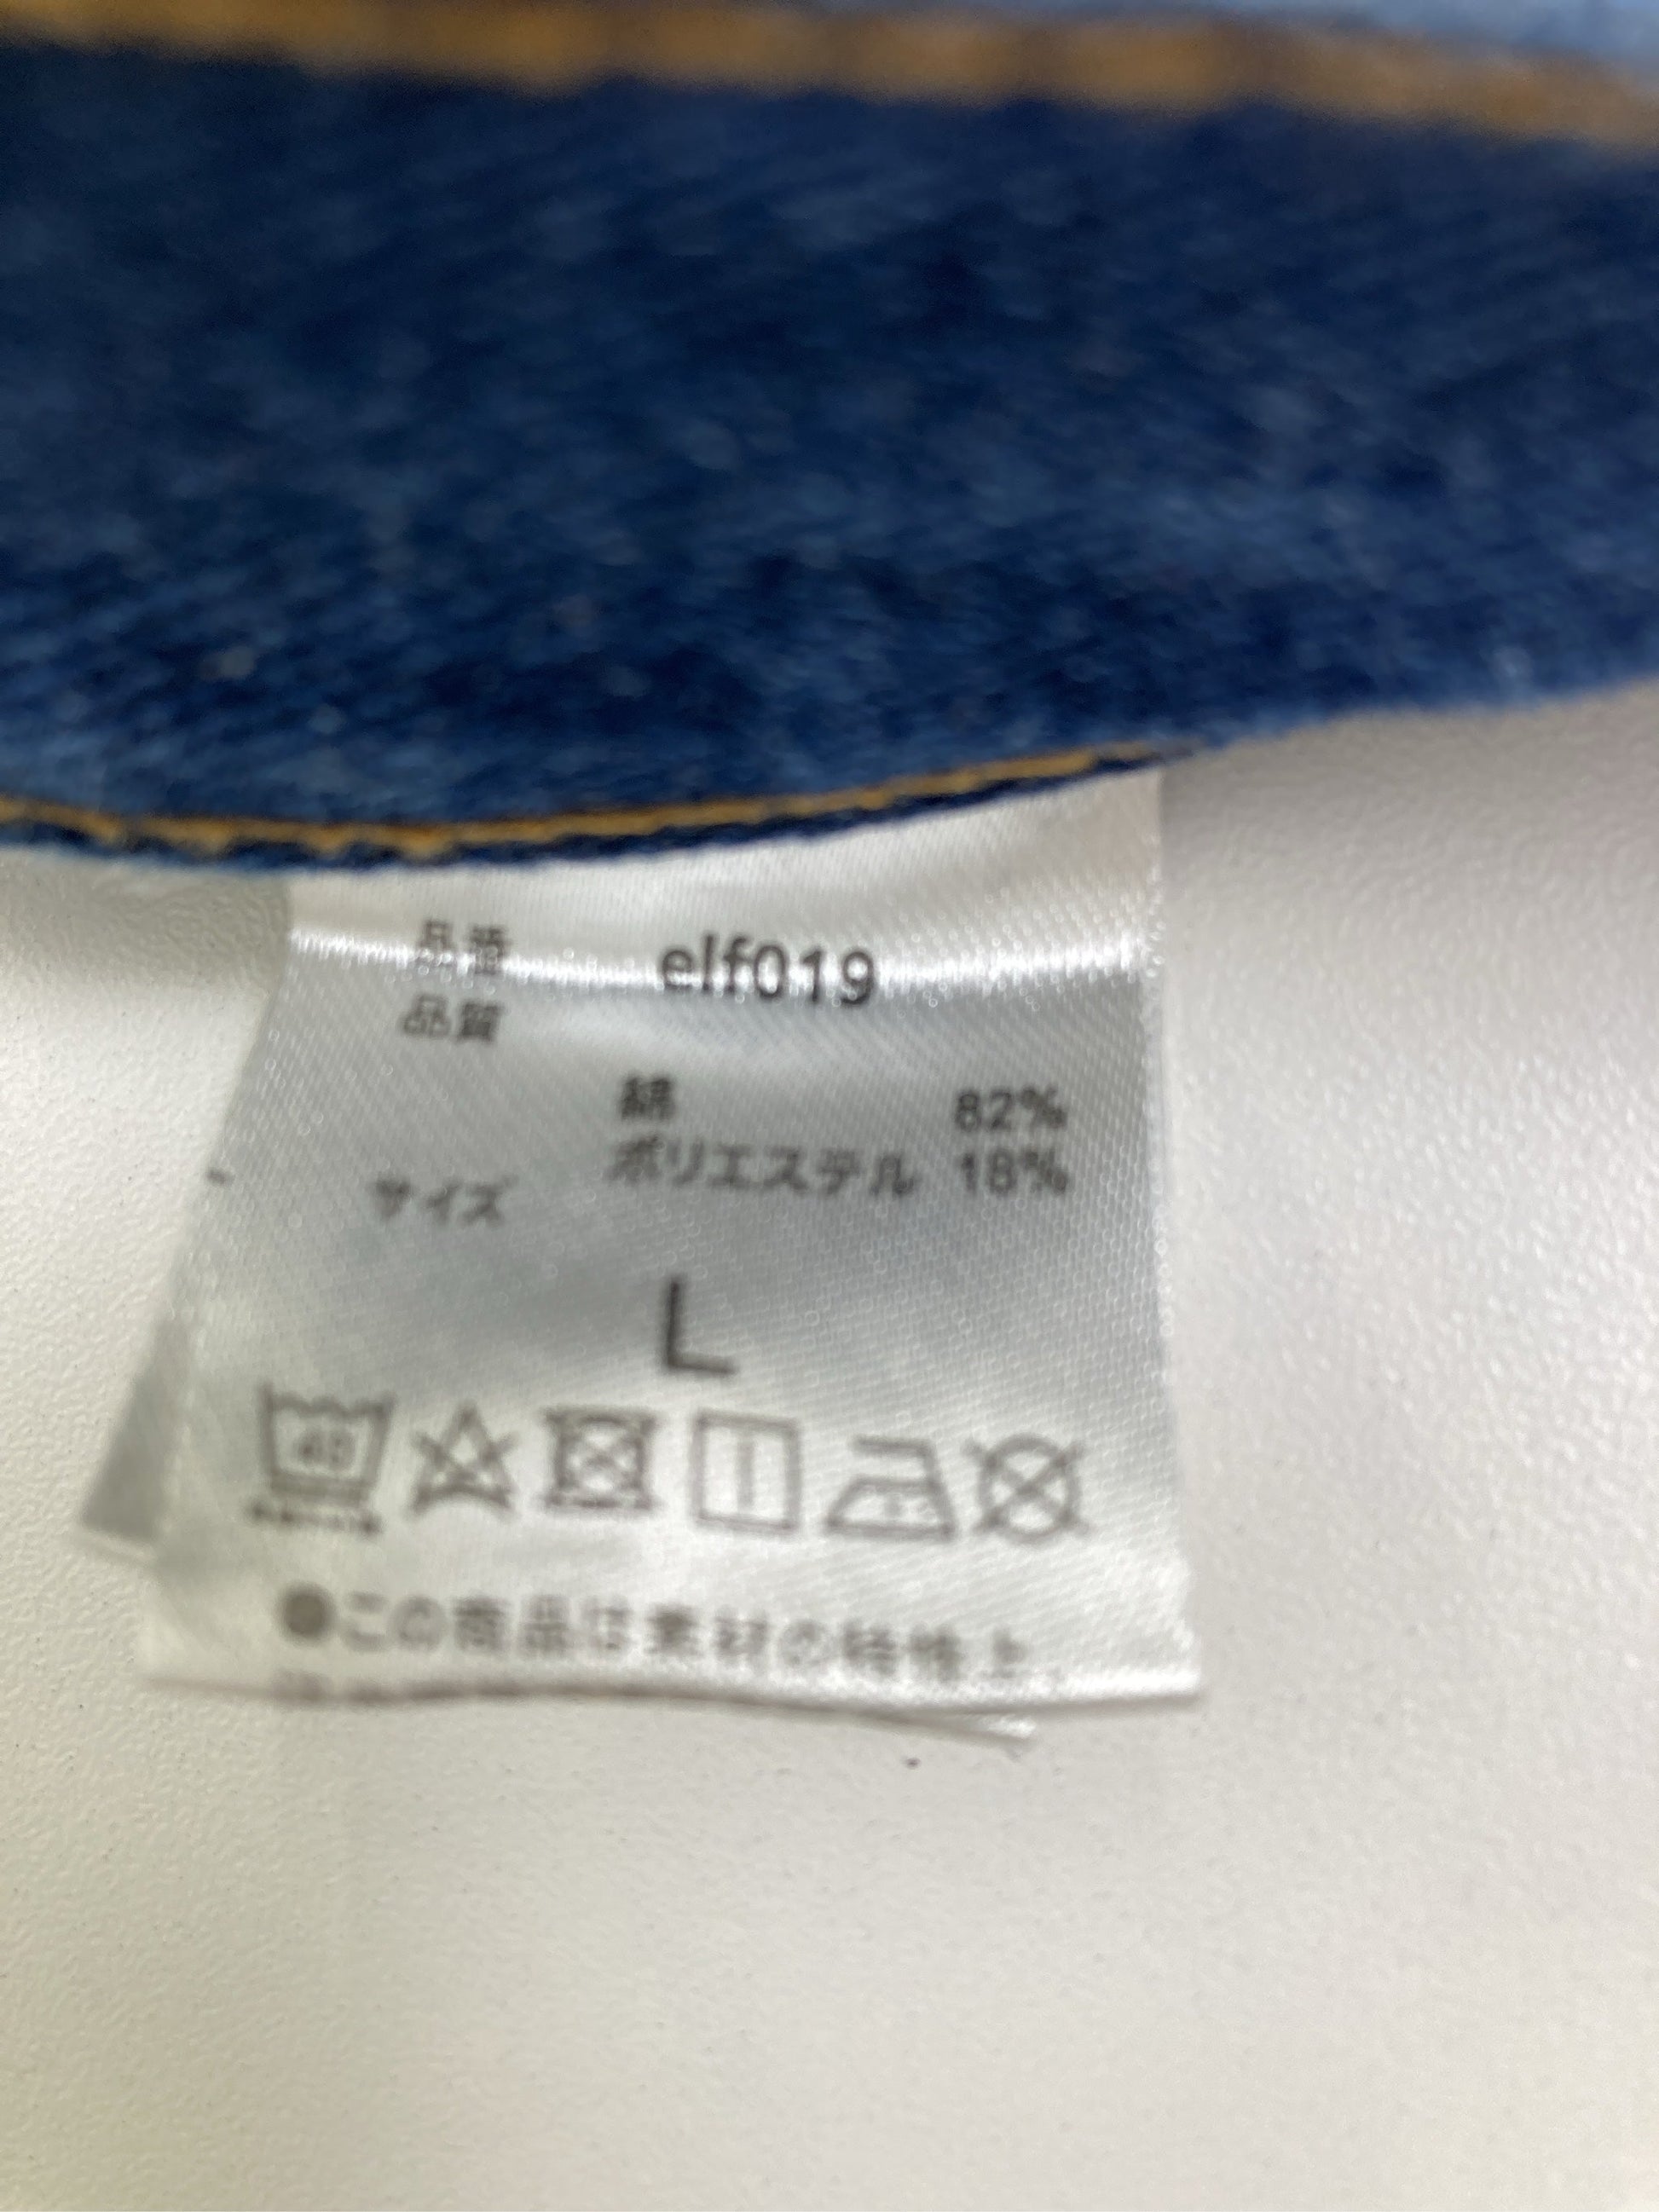 品番 elf019
品質
綿 82%
ポリエステル 18%
サイズ
L
40
●この商品は素材の特性上、